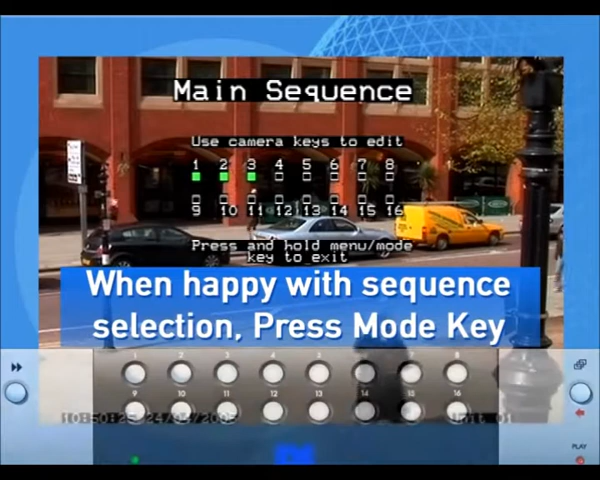 Main Sequence
Use camera keys to edit
1 2 3 4 5 6 7 8
9 10 11 12 13 14 15 16
Press and hold menu/mode
key to exit
When happy with sequence
selection, Press Mode Key
1 2 3 4 5 6 7 8
9 10 11 12 13 14 15 16
PLAY